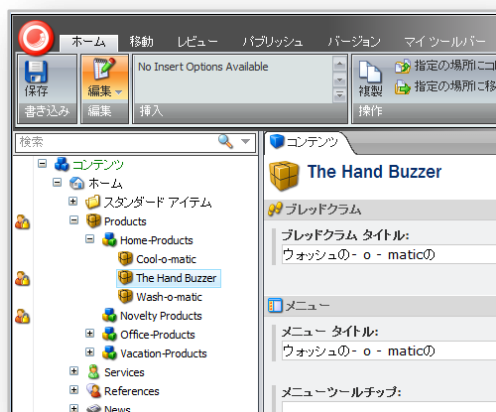 ホーム 移動 レビュー パブリッシュ バージョン マイ ツールバー
No Insert Options Available
指定の場所にコ
保存 編集 複製 指定の場所に移
書き込み 編集 挿入 操作
検索
コンテンツ
コンテンツ
ホーム
The Hand Buzzer
スタンダード アイテム
Products
ブレッドクラム
Home-Products
ブレッドクラム タイトル:
Cool-o-matic
ウォッシュの- o - maticの
The Hand Buzzer
Wash-o-matic
Novelty Products
メニュー
Office-Products
メニュー タイトル:
Vacation-Products
ウォッシュの- o - maticの
Services
References
メニューツールチップ:
News